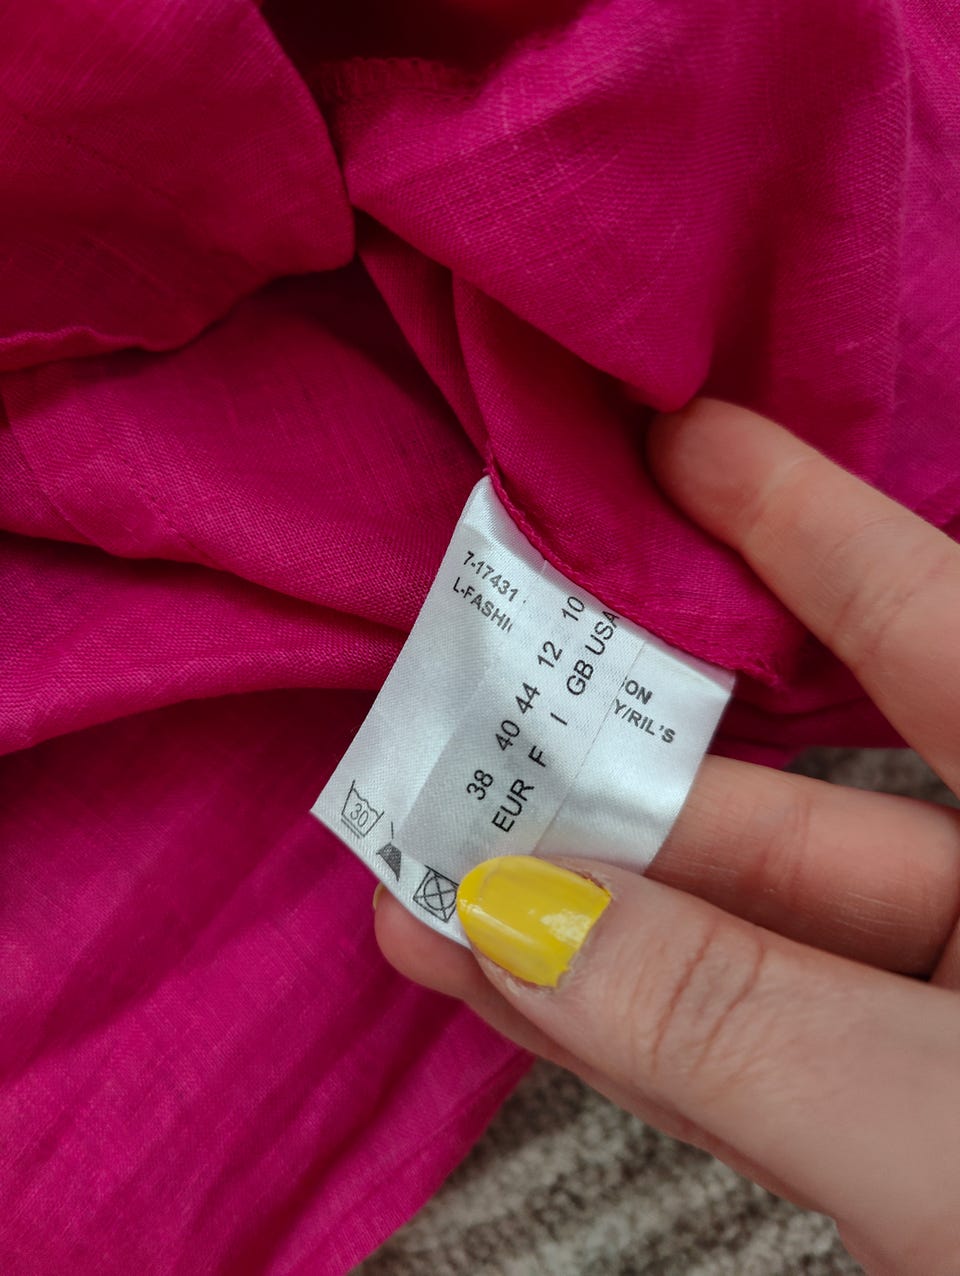 7-17431
L-FASHI
ON
Y/RIL'S
38 40 44 12 10
EUR F I GB USA
30